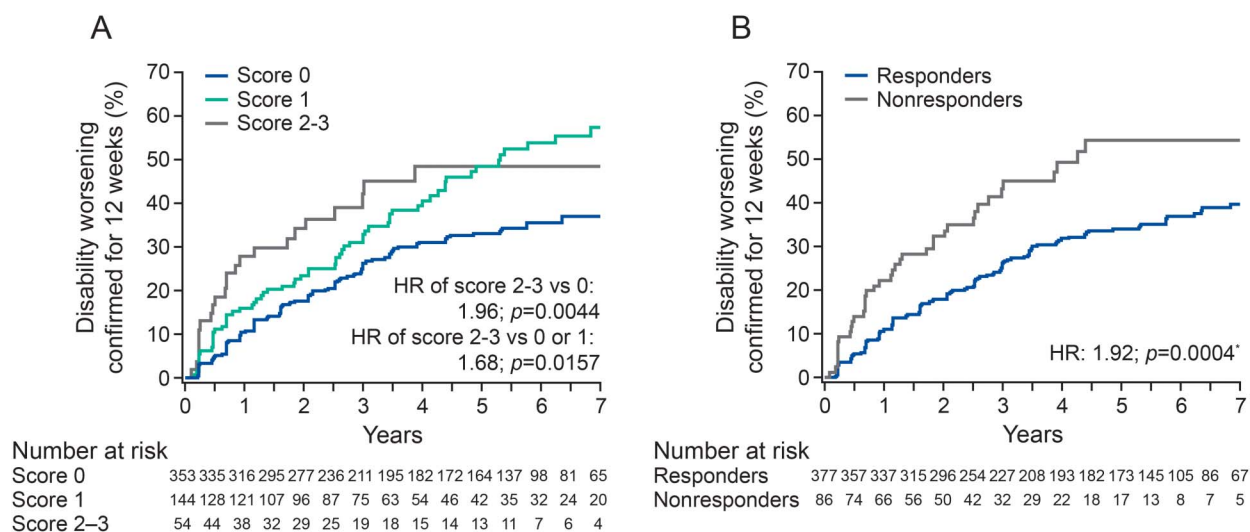 A
Disability worsening
confirmed for 12 weeks (%)
70
60
50
40
30
20
10
0
Score 0
Score 1
Score 2-3
HR of score 2-3 vs 0:
1.96; p=0.0044
HR of score 2-3 vs 0 or 1:
1.68; p=0.0157
0 1 2 3 4 5 6 7
Years
Number at risk
Score 0 353 335 316 295 277 236 211 195 182 172 164 137 98 81 65
Score 1 144 128 121 107 96 87 75 63 54 46 42 35 32 24 20
Score 2–3 54 44 38 32 29 25 19 18 15 14 13 11 7 6 4
B
Disability worsening
confirmed for 12 weeks (%)
70
60
50
40
30
20
10
0
Responders
Nonresponders
HR: 1.92; p=0.0004*
0 1 2 3 4 5 6 7
Years
Number at risk
Responders 377 357 337 315 296 254 227 208 193 182 173 145 105 86 67
Nonresponders 86 74 66 56 50 42 32 29 22 18 17 13 8 7 5